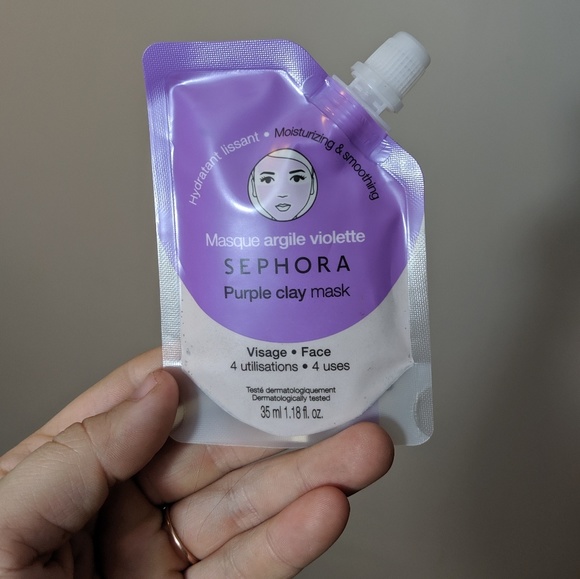 Hydratant lissant • Moisturizing & smoothing
Masque argile violette
SEPHORA
Purple clay mask
Visage • Face
4 utilisations • 4 uses
Testé dermatologiquement
Dermatologically tested
35 ml 1.18 fl. oz.